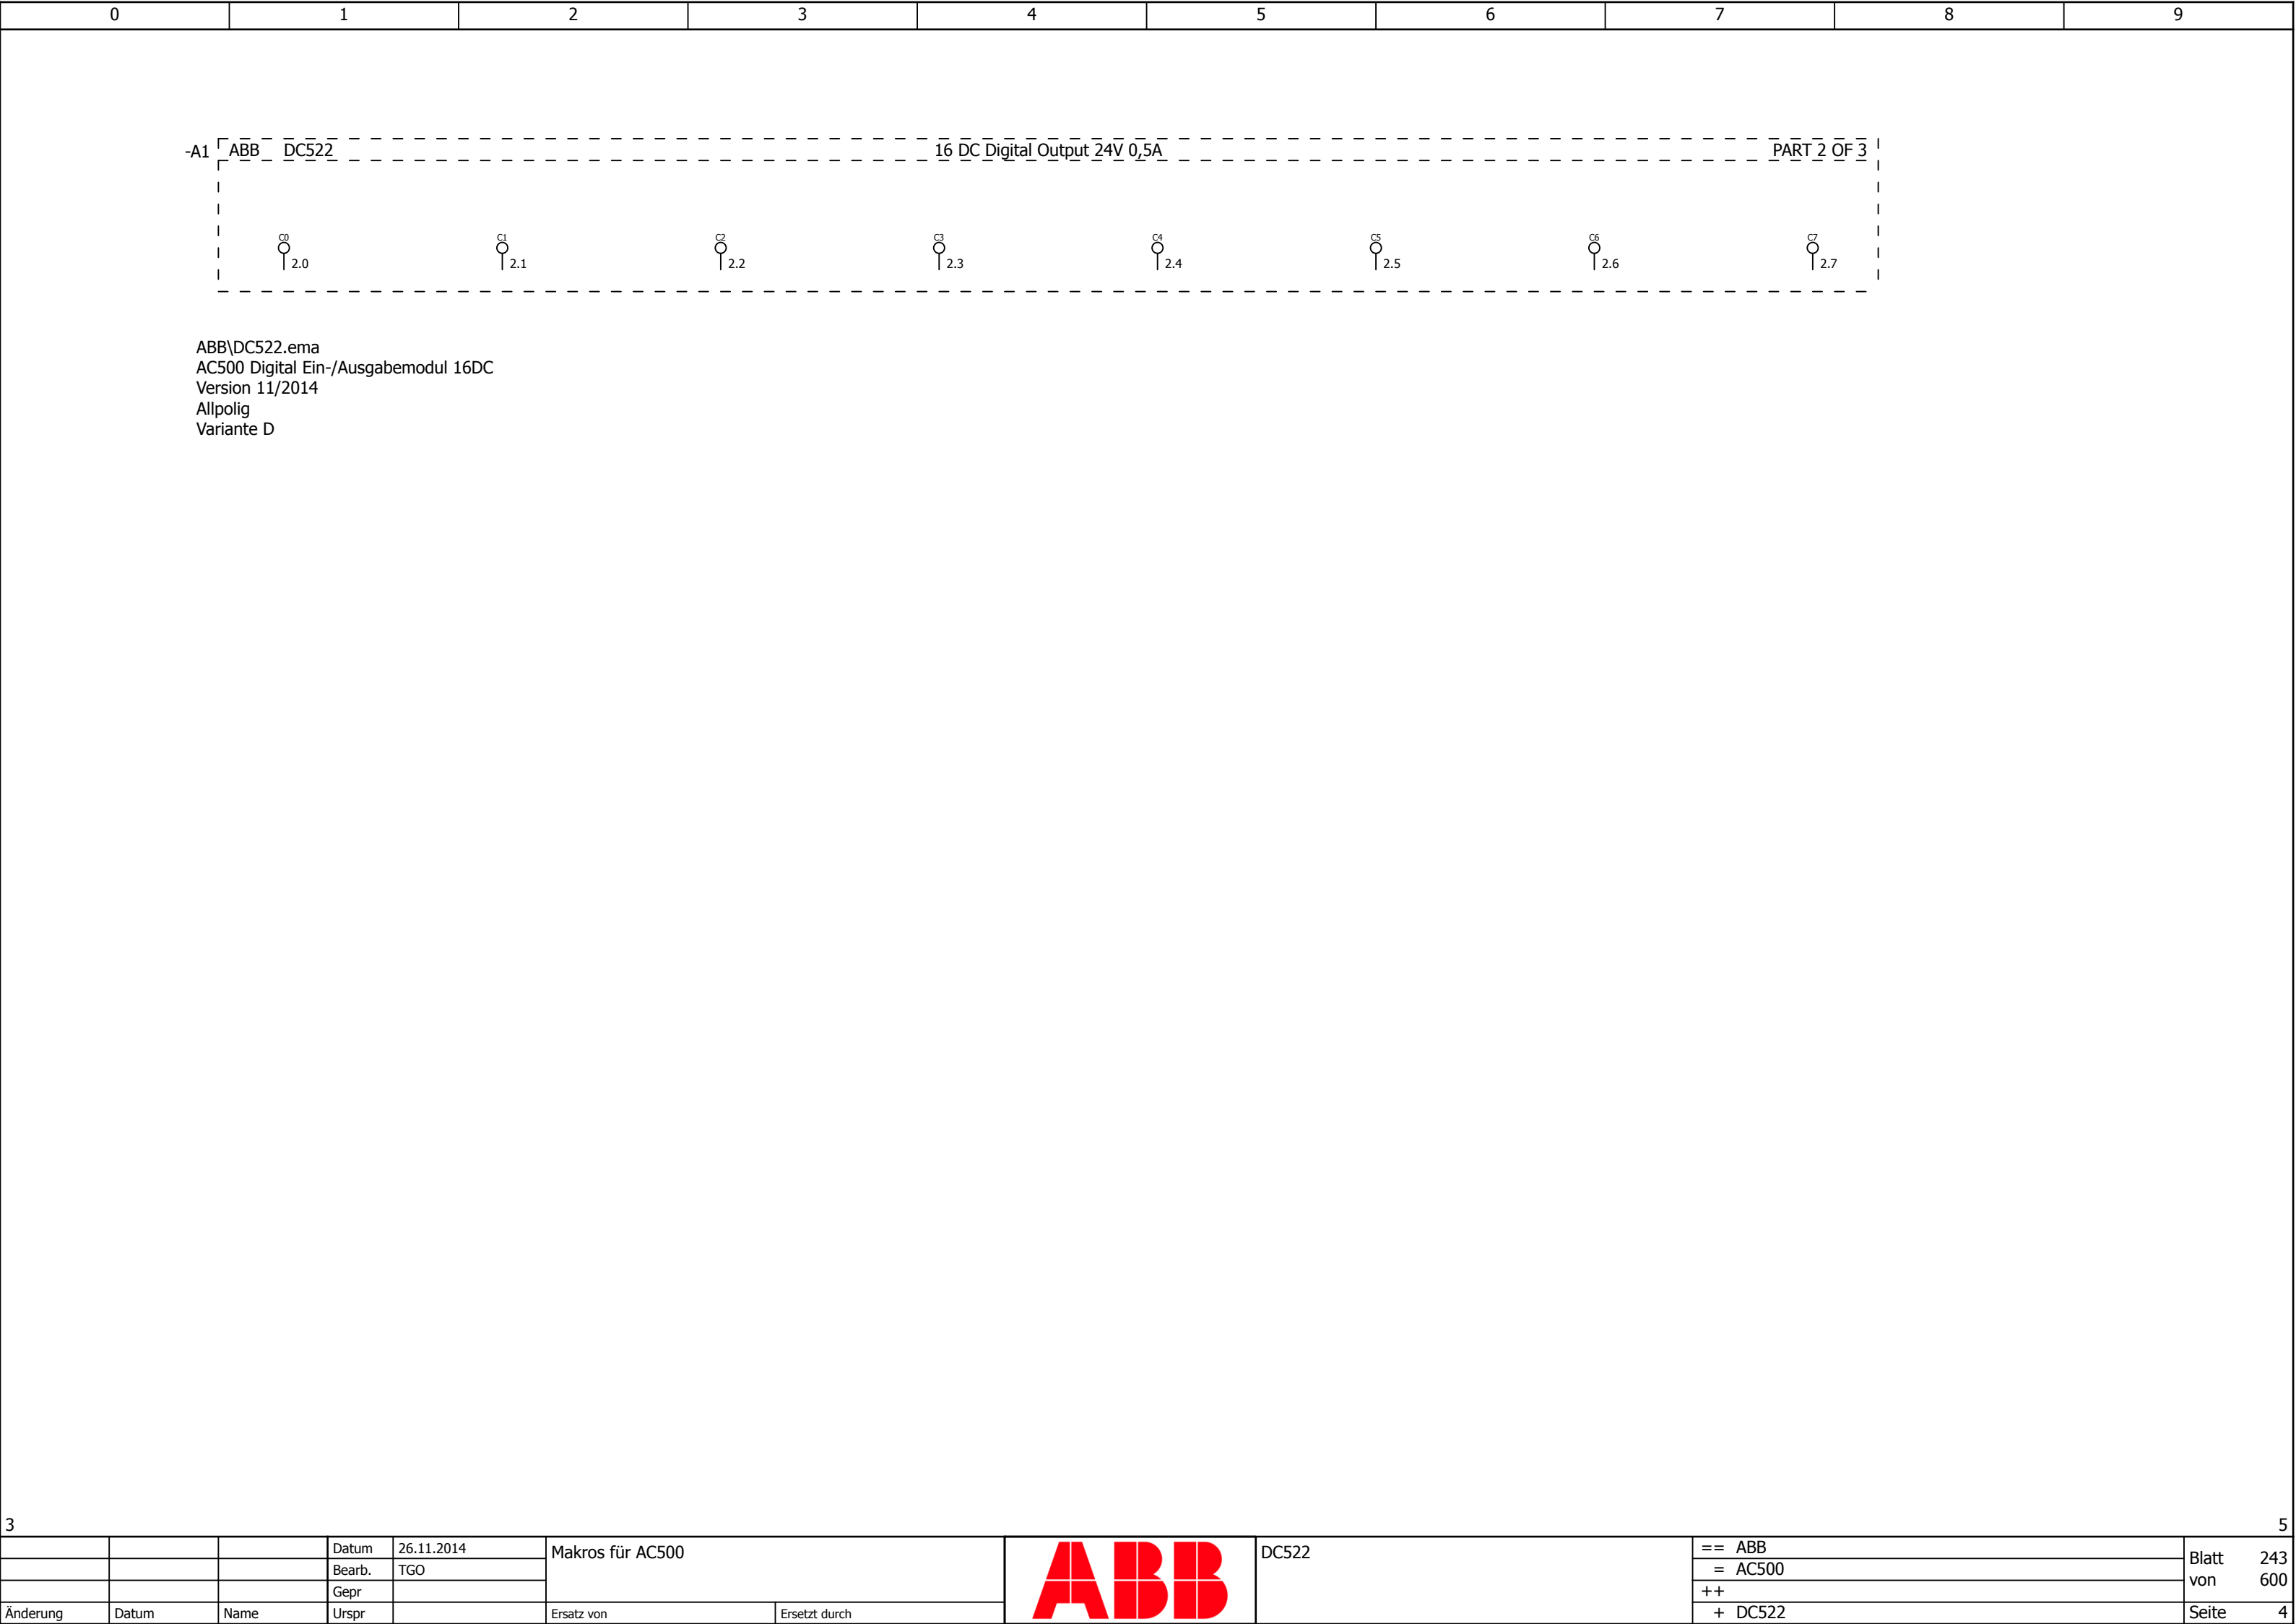 0 1 2 3 4 5 6 7 8 9
-A1 ABB DC522 16 DC Digital Output 24V 0,5A PART 2 OF 3
C0 C1 C2 C3 C4 C5 C6 C7
2.0 2.1 2.2 2.3 2.4 2.5 2.6 2.7
ABB\DC522.ema
AC500 Digital Ein-/Ausgabemodul 16DC
Version 11/2014
Allpolig
Variante D
3 5
Datum 26.11.2014 Makros für AC500 ABB DC522 == ABB Blatt 243
Bearb. TGO = AC500 von 600
Gepr ++
Änderung Datum Name Urspr Ersatz von Ersetzt durch + DC522 Seite 4